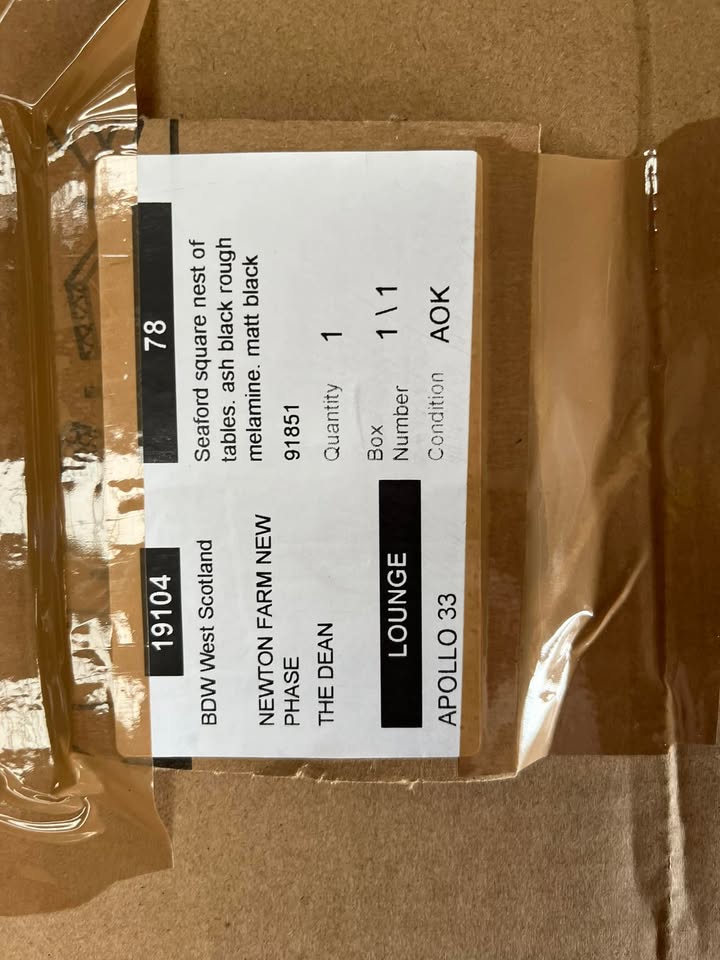 19104
BDW West Scotland
NEWTON FARM NEW
PHASE
THE DEAN
LOUNGE
APOLLO 33
78
Seaford square nest of
tables. ash black rough
melamine. matt black
91851
Quantity 1
Box
Number 1 \ 1
Condition AOK